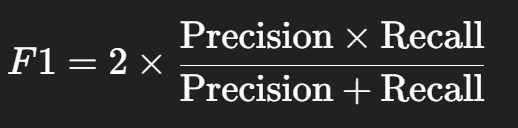 F1 = 2 × Precision × Recall / Precision + Recall